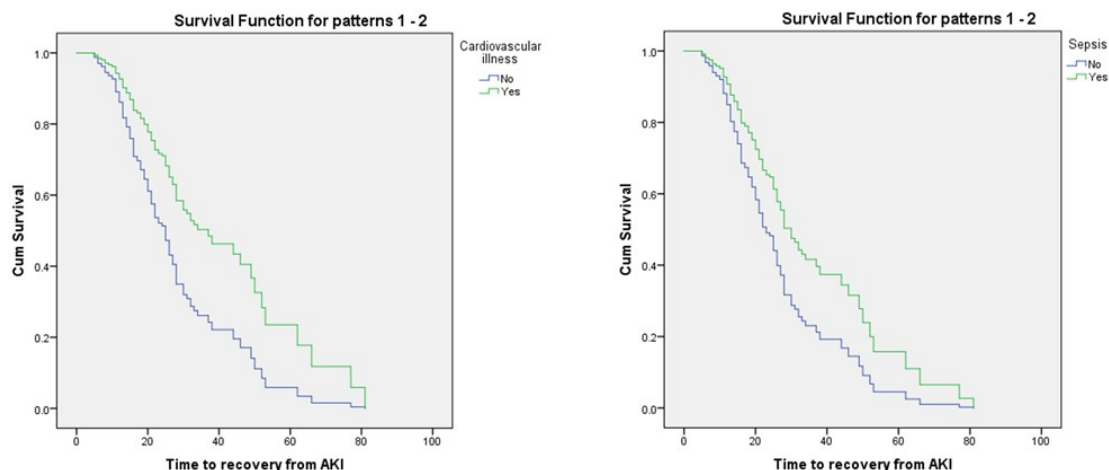 Survival Function for patterns 1 - 2
Cardiovascular
illness
No
Yes
1.0
0.8
0.6
0.4
0.2
0.0
Cum Survival
0 20 40 60 80 100
Time to recovery from AKI
Survival Function for patterns 1 - 2
Sepsis
No
Yes
1.0
0.8
0.6
0.4
0.2
0.0
Cum Survival
0 20 40 60 80 100
Time to recovery from AKI